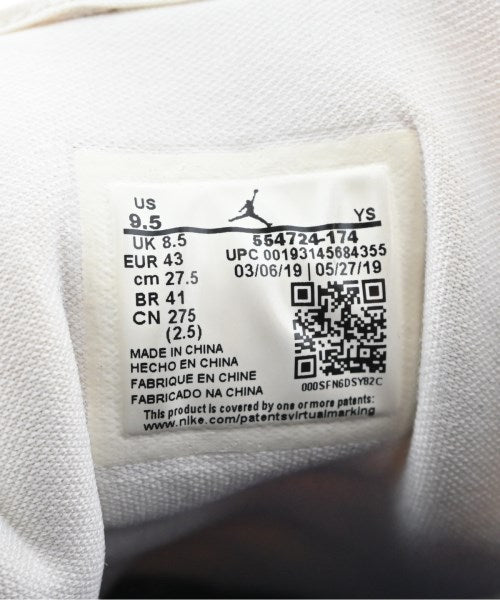 US
9.5 YS
UK 8.5 554724-174
EUR 43 UPC 00193145684355
cm 27.5 03/06/19 | 05/27/19
BR 41
CN 275
(2.5)
MADE IN CHINA
HECHO EN CHINA
FABRIQUE EN CHINE
FABRICADO NA CHINA
000SFN6DSY82C
This product is covered by one or more patents:
www.nike.com/patentsvirtualmarking